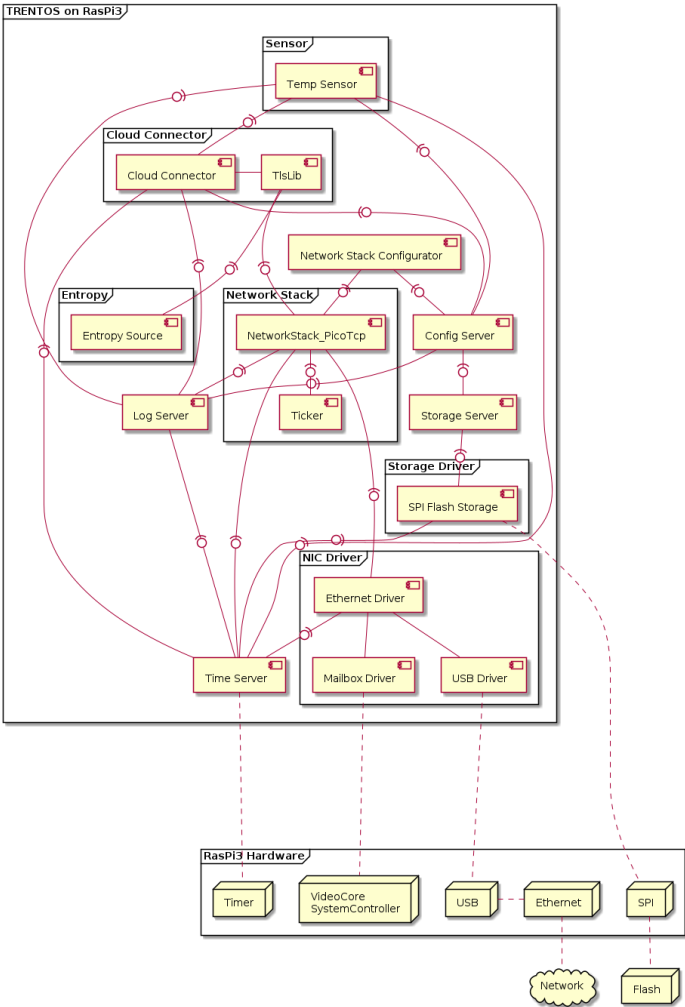 TRENTOS on RasPi3
Sensor
Temp Sensor
Cloud Connector
Cloud Connector
TlsLib
Network Stack Configurator
Entropy
Network Stack
Entropy Source
NetworkStack_PicoTcp
Config Server
Log Server
Ticker
Storage Server
Storage Driver
SPI Flash Storage
NIC Driver
Ethernet Driver
Time Server
Mailbox Driver
USB Driver
RasPi3 Hardware
Timer
VideoCore
SystemController
USB
Ethernet
SPI
Network
Flash